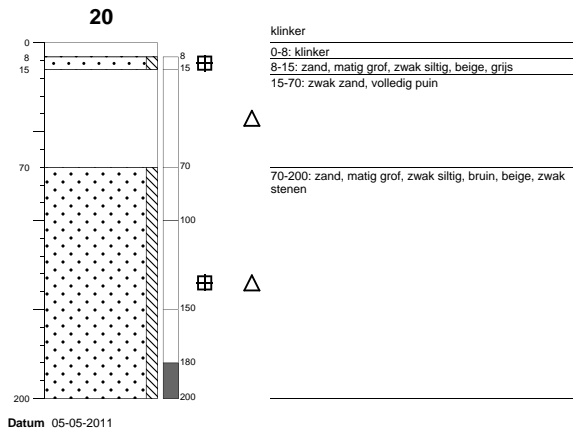 20
klinker
0
8
15
70
200
8
15
70
100
150
180
200
0-8: klinker
8-15: zand, matig grof, zwak siltig, beige, grijs
15-70: zwak zand, volledig puin
70-200: zand, matig grof, zwak siltig, bruin, beige, zwak
stenen
Datum 05-05-2011